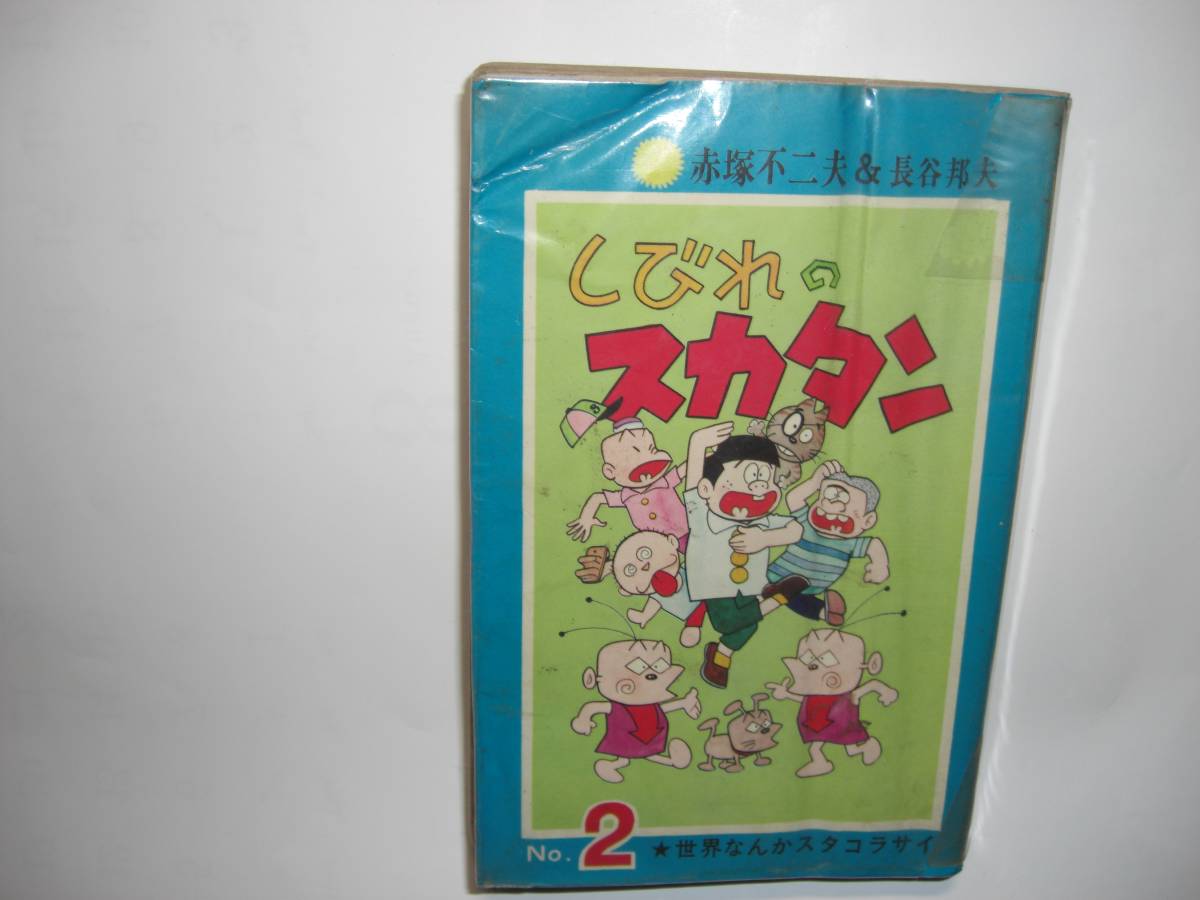 赤塚不二夫&長谷邦夫
しびれの
スカタン
8
No. 2
★世界なんかスタコラサイ